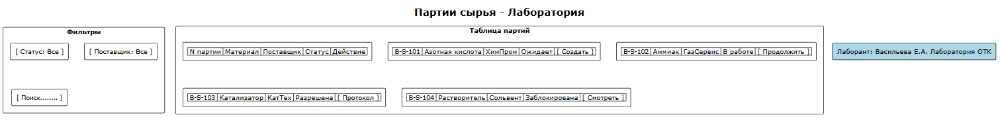 Партии сырья - Лаборатория
Фильтры
[ Статус: Все ]
[ Поставщик: Все ]
[ Поиск........ ]
Таблица партий
N партии Материал Поставщик Статус Действие
B-S-101 Азотная кислота ХимПром Ожидает [ Создать ]
B-S-102 Аммиак ГазСервис В работе [ Продолжить ]
B-S-103 Катализатор КатТех Разрешена [ Протокол ]
B-S-104 Растворитель Сольвент Заблокирована [ Смотреть ]
Лаборант: Васильева Е.А. Лаборатория ОТК